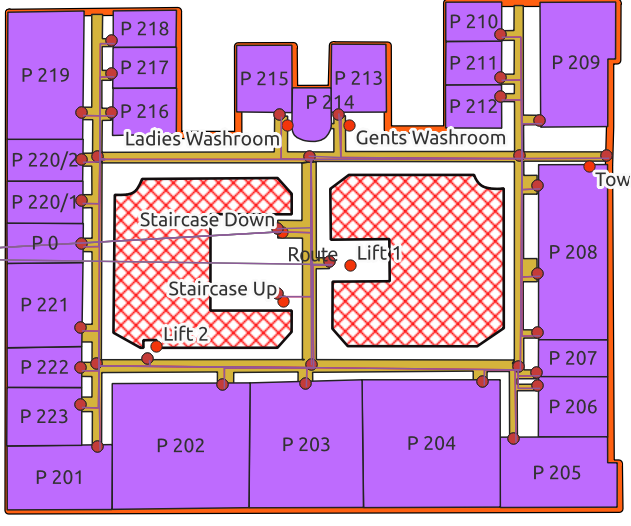 P 210
P 218
P 209
P 211
P 217
P 219
P 215
P 213
P 214
P 212
P 216
Ladies Washroom
Gents Washroom
P 220/2
Tow
P 220/1
Staircase Down
P 0
Route
Lift 1
P 208
Staircase Up
P 221
Lift 2
P 222
P 207
P 223
P 206
P 202
P 203
P 204
P 201
P 205